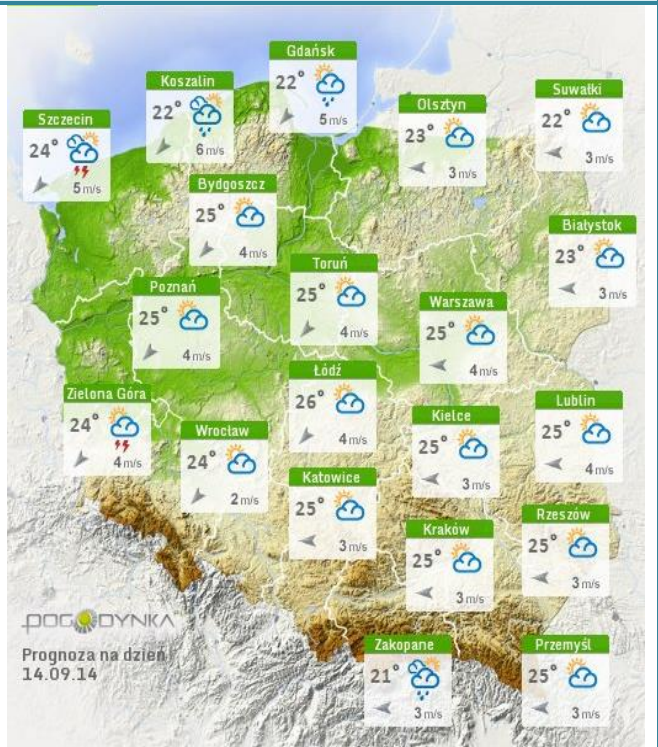 Gdańsk
22°
5 m/s
Koszalin
22°
6 m/s
Suwałki
22°
3 m/s
Olsztyn
23°
3 m/s
Szczecin
24°
5 m/s
Bydgoszcz
25°
4 m/s
Białystok
23°
3 m/s
Toruń
25°
4 m/s
Poznań
25°
4 m/s
Warszawa
25°
4 m/s
Łódź
26°
4 m/s
Zielona Góra
24°
4 m/s
Lublin
25°
4 m/s
Kielce
25°
3 m/s
Wrocław
24°
2 m/s
Katowice
25°
3 m/s
Rzeszów
25°
3 m/s
Kraków
25°
3 m/s
POGODYNKA
Prognoza na dzień
14.09.14
Zakopane
21°
3 m/s
Przemyśl
25°
3 m/s